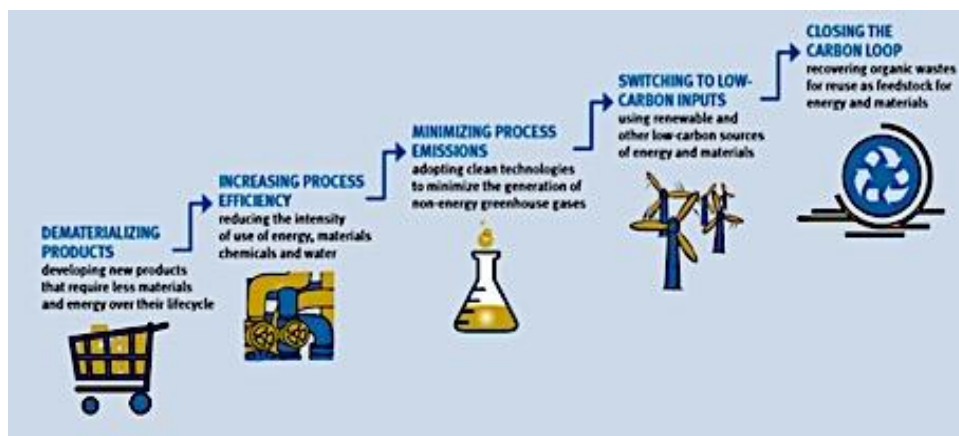 DEMATERIALIZING
PRODUCTS
developing new products
that require less materials
and energy over their lifecycle
INCREASING PROCESS
EFFICIENCY
reducing the intensity
of use of energy, materials
chemicals and water
MINIMIZING PROCESS
EMISSIONS
adopting clean technologies
to minimize the generation of
non-energy greenhouse gases
SWITCHING TO LOW-
CARBON INPUTS
using renewable and
other low-carbon sources
of energy and materials
CLOSING THE
CARBON LOOP
recovering organic wastes
for reuse as feedstock for
energy and materials